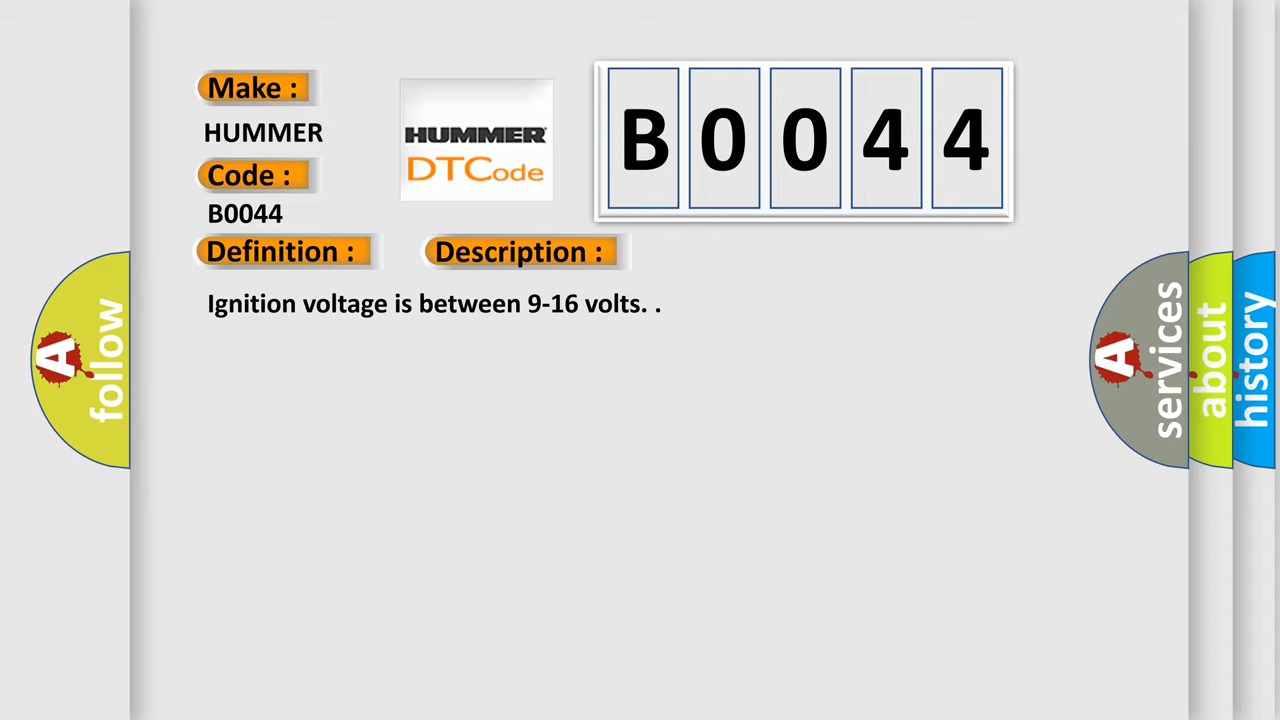 Make :
HUMMER
Code :
B0044
HUMMER
DTCode
B0044
Definition :
Description :
Ignition voltage is between 9-16 volts. .
A follow
A services
about
history